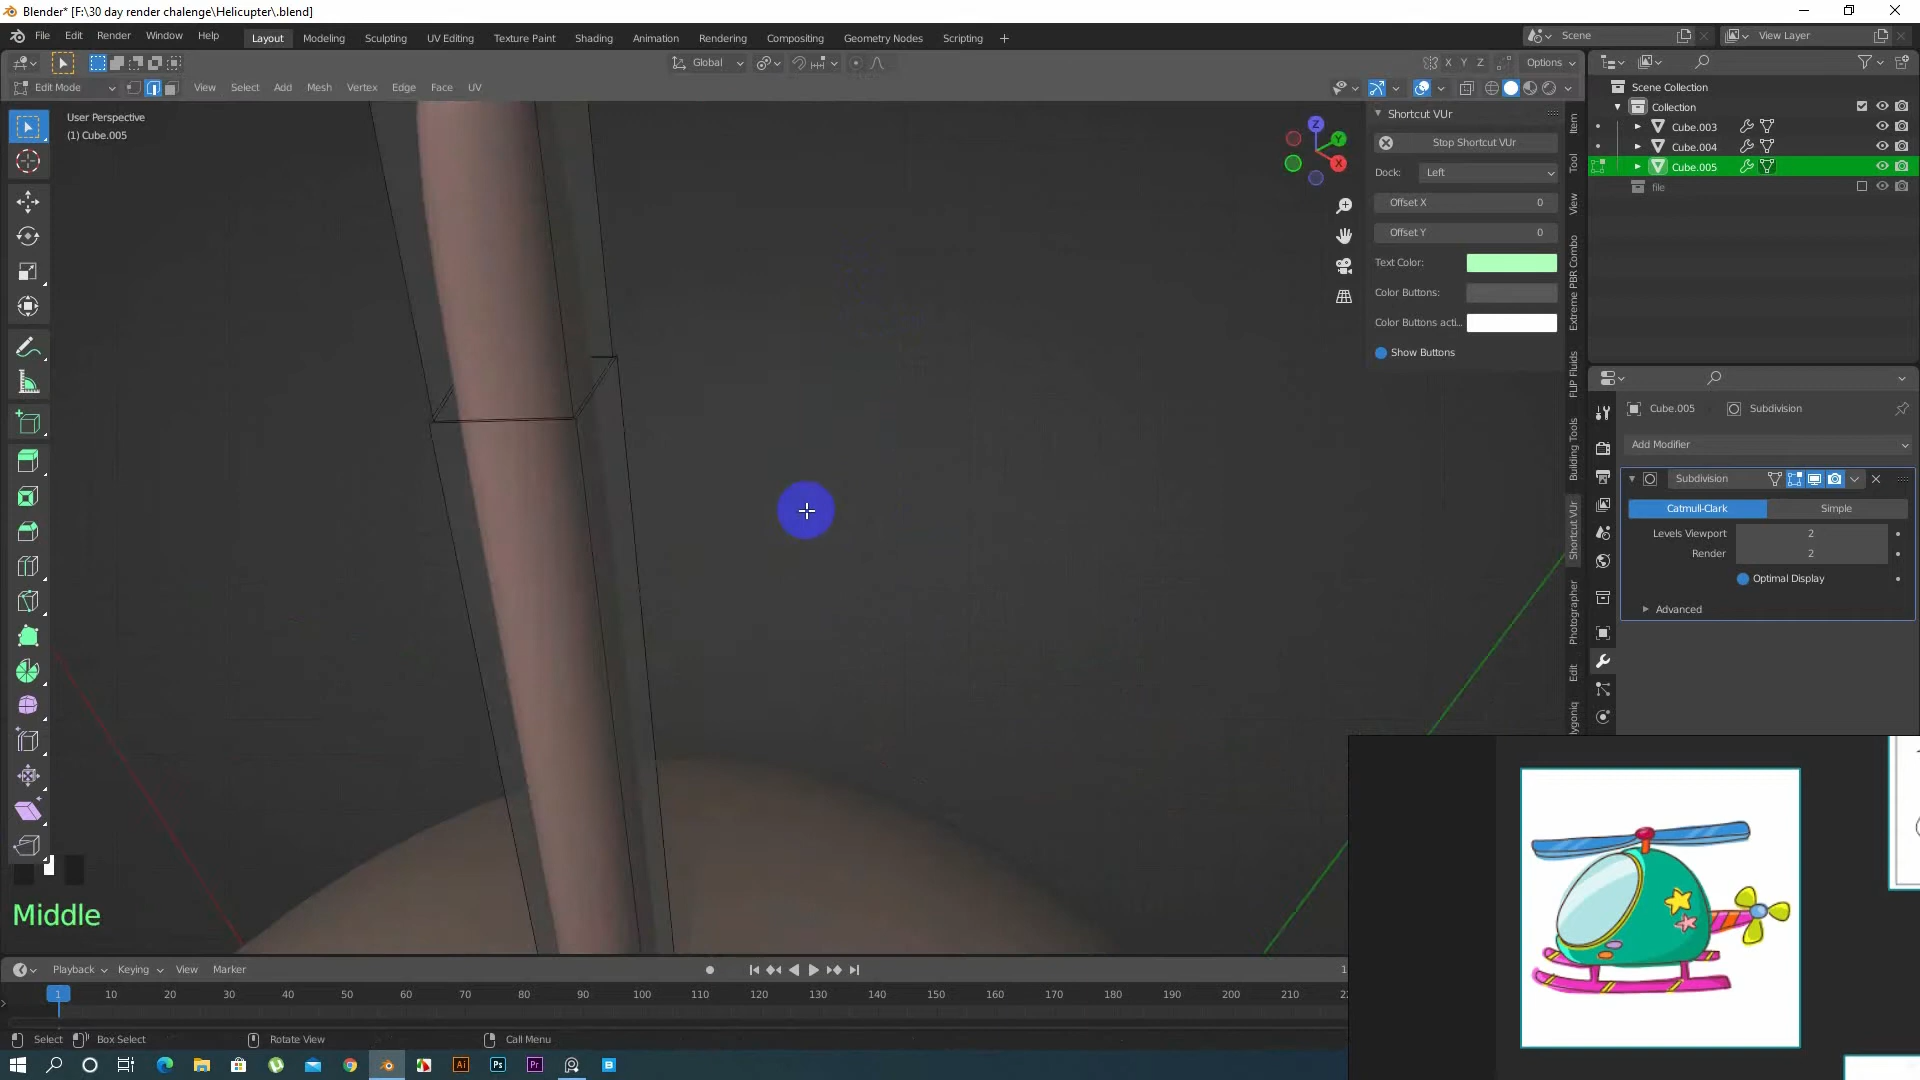 Blender* [F:\30 day render chalenge\Helicupter\.blend]
File Edit Render Window Help Layout Modeling Sculpting UV Editing Texture Paint Shading Animation Rendering Compositing Geometry Nodes Scripting + Scene View Layer
Global X Y Z Options
Edit Mode View Select Add Mesh Vertex Edge Face UV
User Perspective
(1) Cube.005
Z
Y
X
Shortcut VUr
Stop Shortcut VUr
Dock: Left
Offset X 0
Offset Y 0
Text Color:
Color Buttons:
Color Buttons acti...
Show Buttons
Item
Tool
View
Extreme PBR Combo
FLIP Fluids
Building Tools
Shortcut VUr
Photographer
Edit
Scene Collection
Collection
Cube.003
Cube.004
Cube.005
file
Cube.005 Subdivision
Add Modifier
Subdivision
Catmull-Clark Simple
Levels Viewport 2
Render 2
Optimal Display
Advanced
Middle
Playback Keying View Marker 1
1 10 20 30 40 50 60 70 80 90 100 110 120 130 140 150 160 170 180 190 200 210
Select Box Select Rotate View Call Menu
Ai Ps Pr B